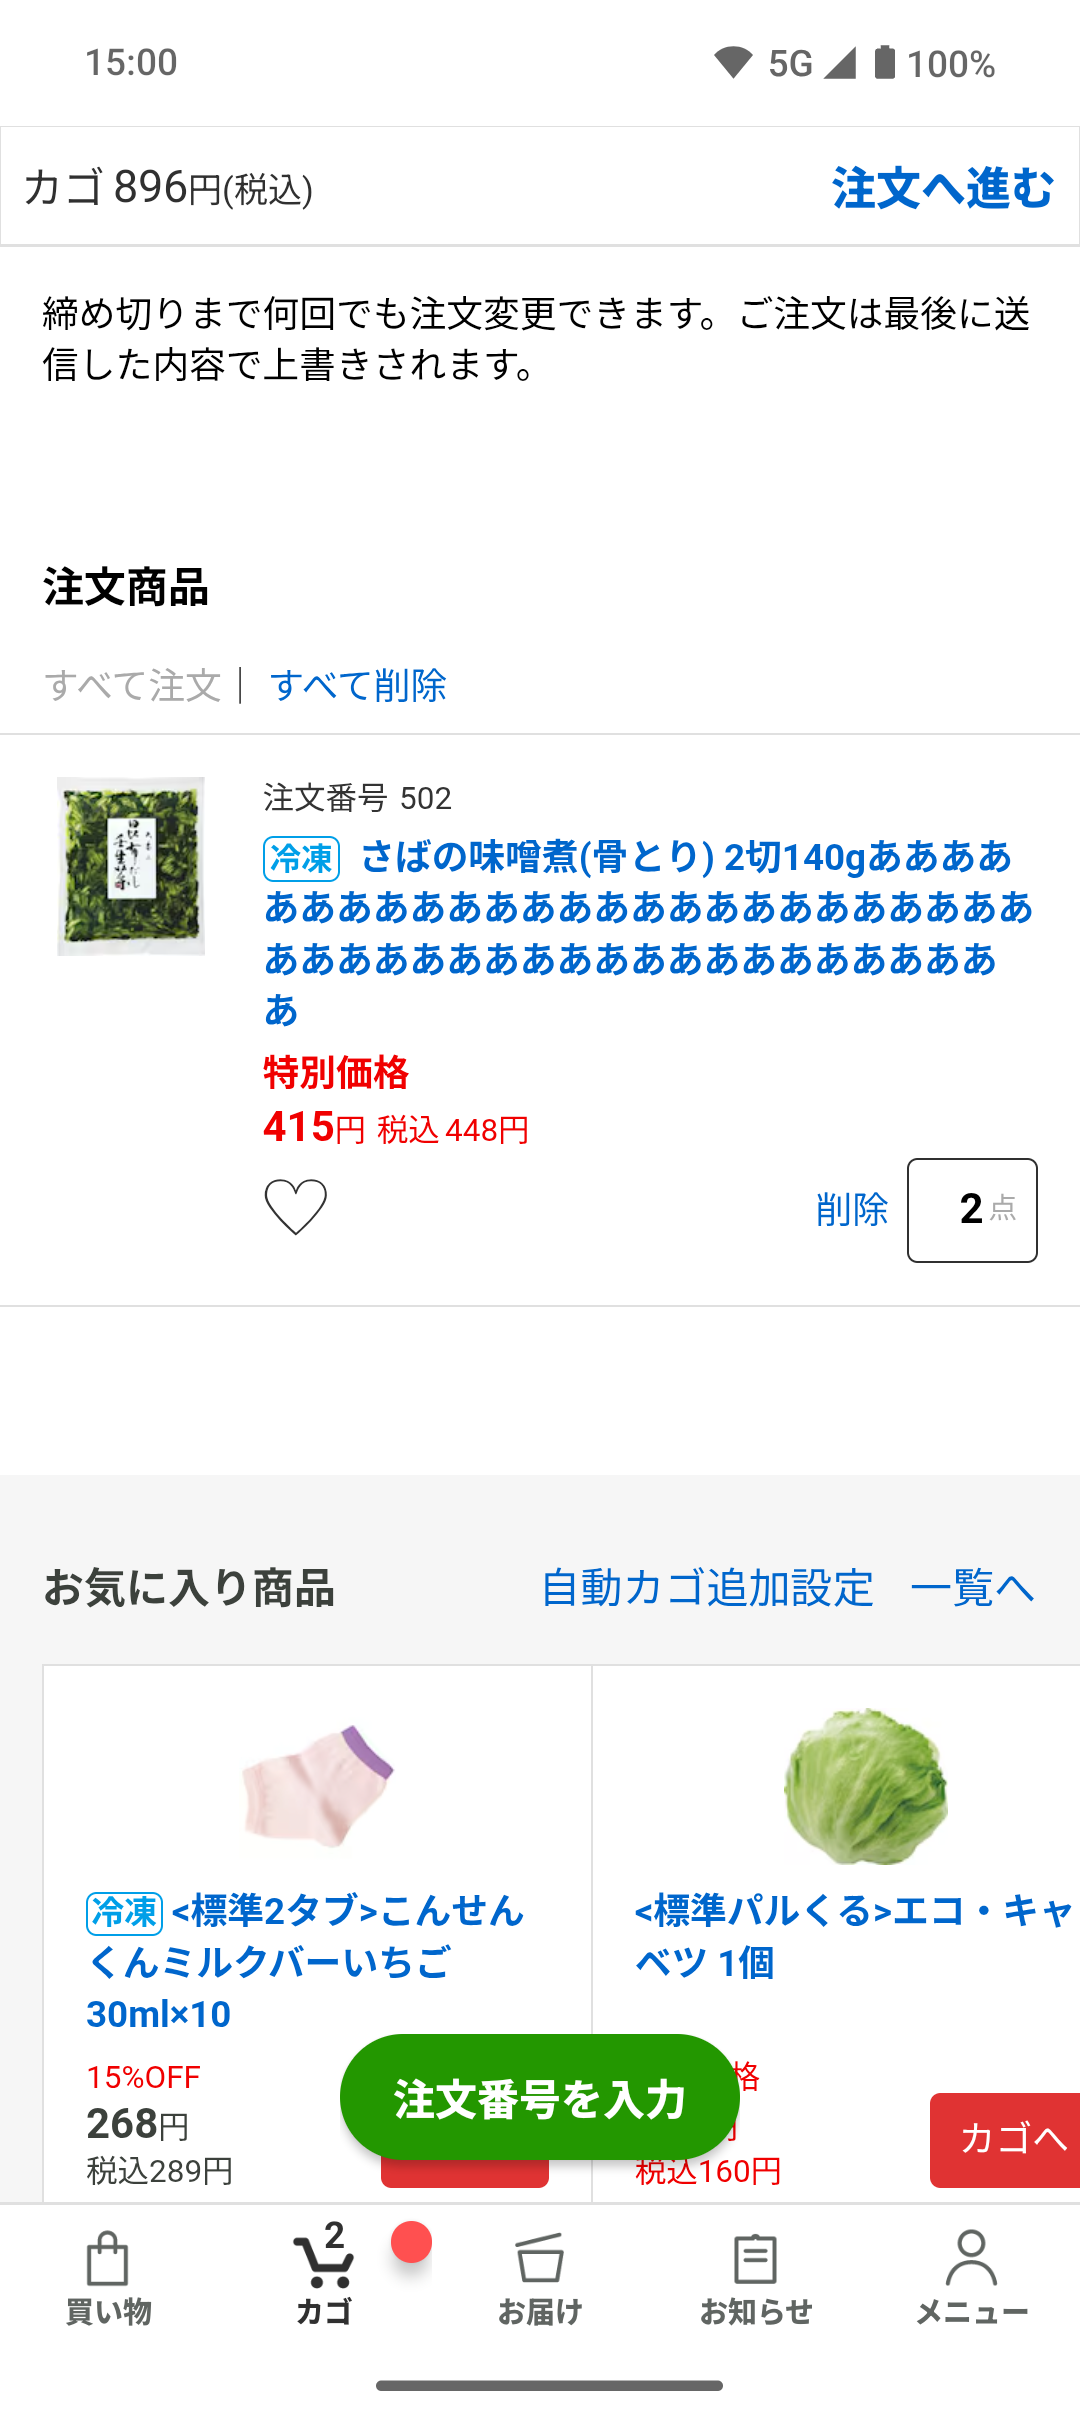 15:00
5G 100%
カゴ 896円(税込)
注文へ進む
締め切りまで何回でも注文変更できます。ご注文は最後に送
信した内容で上書きされます。
注文商品
すべて注文 | すべて削除
注文番号 502
冷凍 さばの味噌煮(骨とり) 2切140gああああ
あああああああああああああああああああああ
ああああああああああああああああああああ
あ
特別価格
415円 税込 448円
削除 2 点
お気に入り商品
自動カゴ追加設定 一覧へ
冷凍 <標準2タブ>こんせん
くんミルクバーいちご
30ml×10
15%OFF
268円
税込289円
<標準パルくる>エコ・キャ
ベツ 1個
格
円
税込160円
カゴへ
注文番号を入力
買い物
2
カゴ
お届け
お知らせ
メニュー